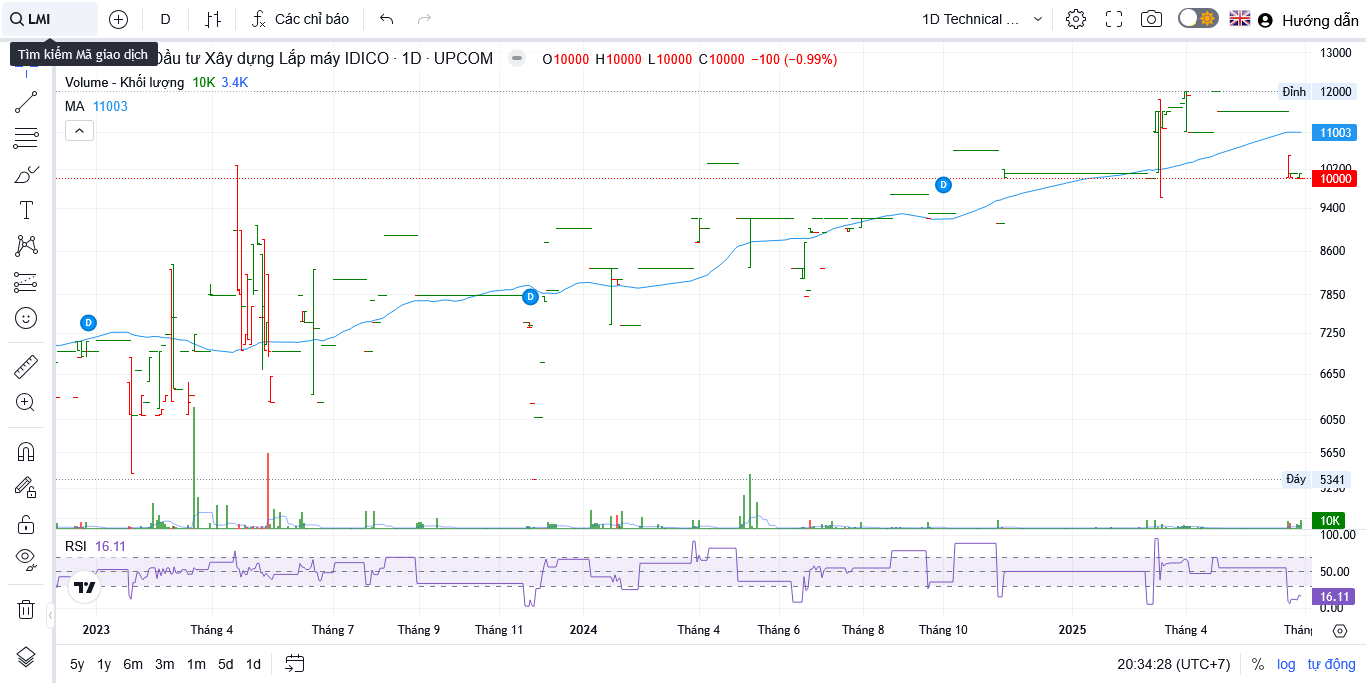 LMI D Các chỉ báo 1D Technical ... Hướng dẫn
Tìm kiếm Mã giao dịch
Đầu tư Xây dựng Lắp máy IDICO · 1D · UPCOM O10000 H10000 L10000 C10000 −100 (−0.99%)
Volume - Khối lượng 10K 3.4K
MA 11003
13000
Đỉnh 12000
11003
10200
10000
9400
8600
7850
7250
6650
6050
5650
Đáy 5341
5250
10K
D
D
D
RSI 16.11
100.00
50.00
16.11
0.00
2023 Tháng 4 Tháng 7 Tháng 9 Tháng 11 2024 Tháng 4 Tháng 6 Tháng 8 Tháng 10 2025 Tháng 4 Thán
5y 1y 6m 3m 1m 5d 1d 20:34:28 (UTC+7) % log tự động